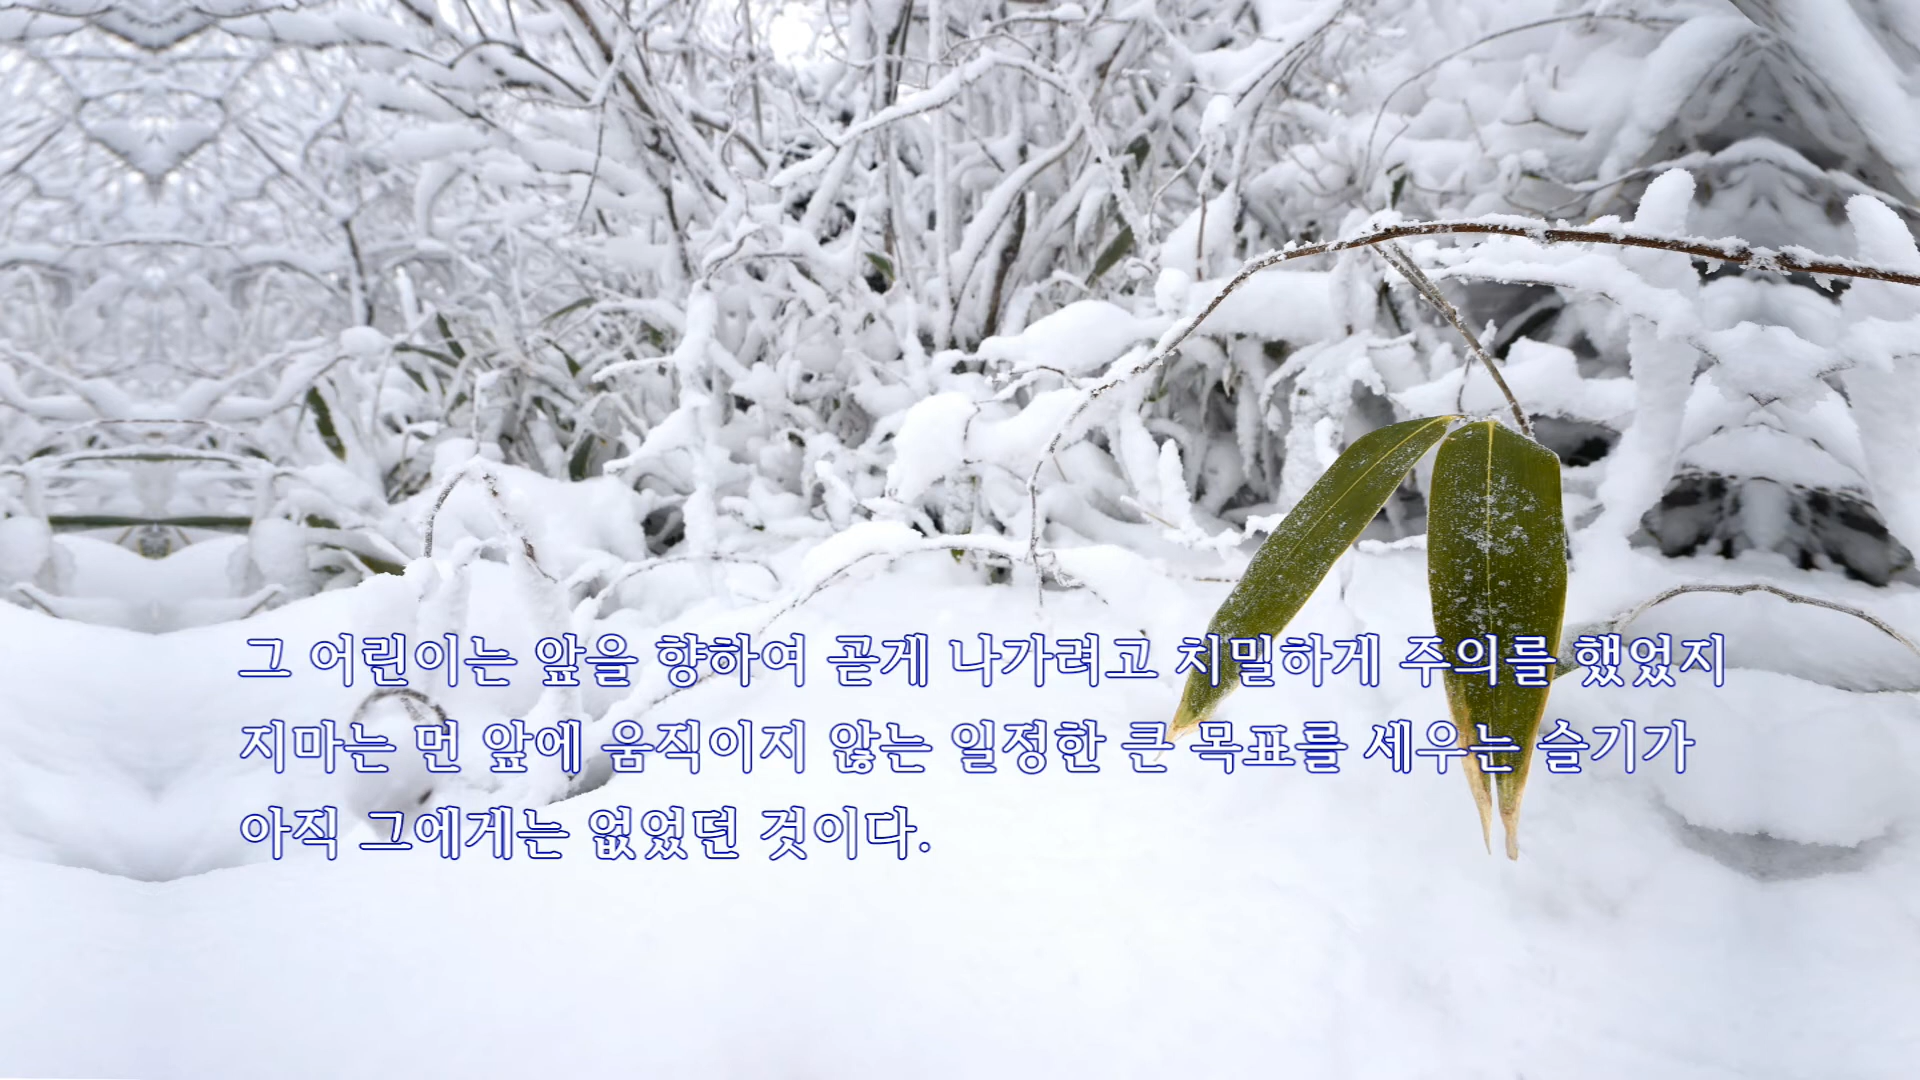 그 어린이는 앞을 향하여 곧게 나가려고 치밀하게 주의를 했었지
지마는 먼 앞에 움직이지 않는 일정한 큰 목표를 세우는 슬기가
아직 그에게는 없었던 것이다.